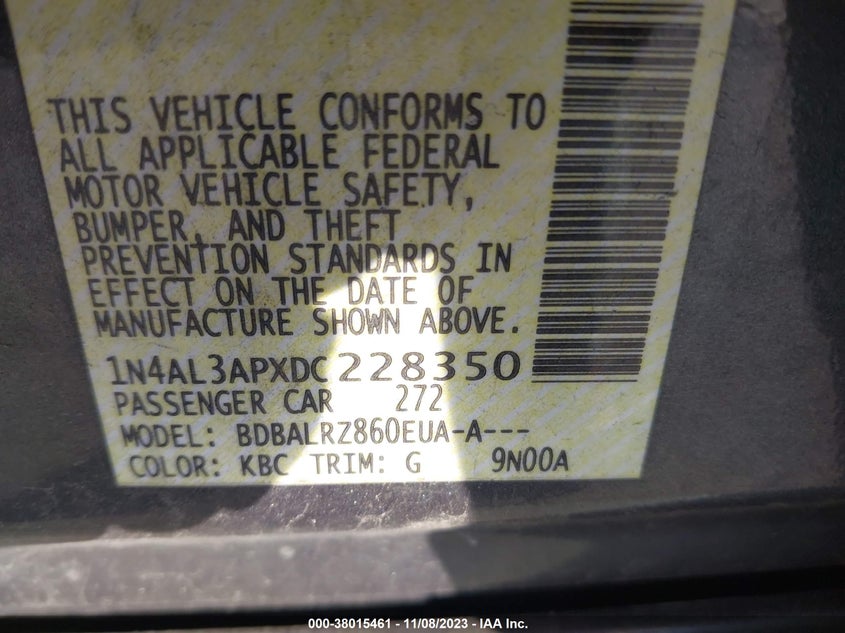 THIS VEHICLE CONFORMS TO
ALL APPLICABLE FEDERAL
MOTOR VEHICLE SAFETY,
BUMPER, AND THEFT
PREVENTION STANDARDS IN
EFFECT ON THE DATE OF
MANUFACTURE SHOWN ABOVE.
1N4AL3APXDC228350
PASSENGER CAR 272
MODEL: BDBALRZ860EUA-A---
COLOR: KBC TRIM: G 9N00A
000-38015461 - 11/08/2023 - IAA Inc.